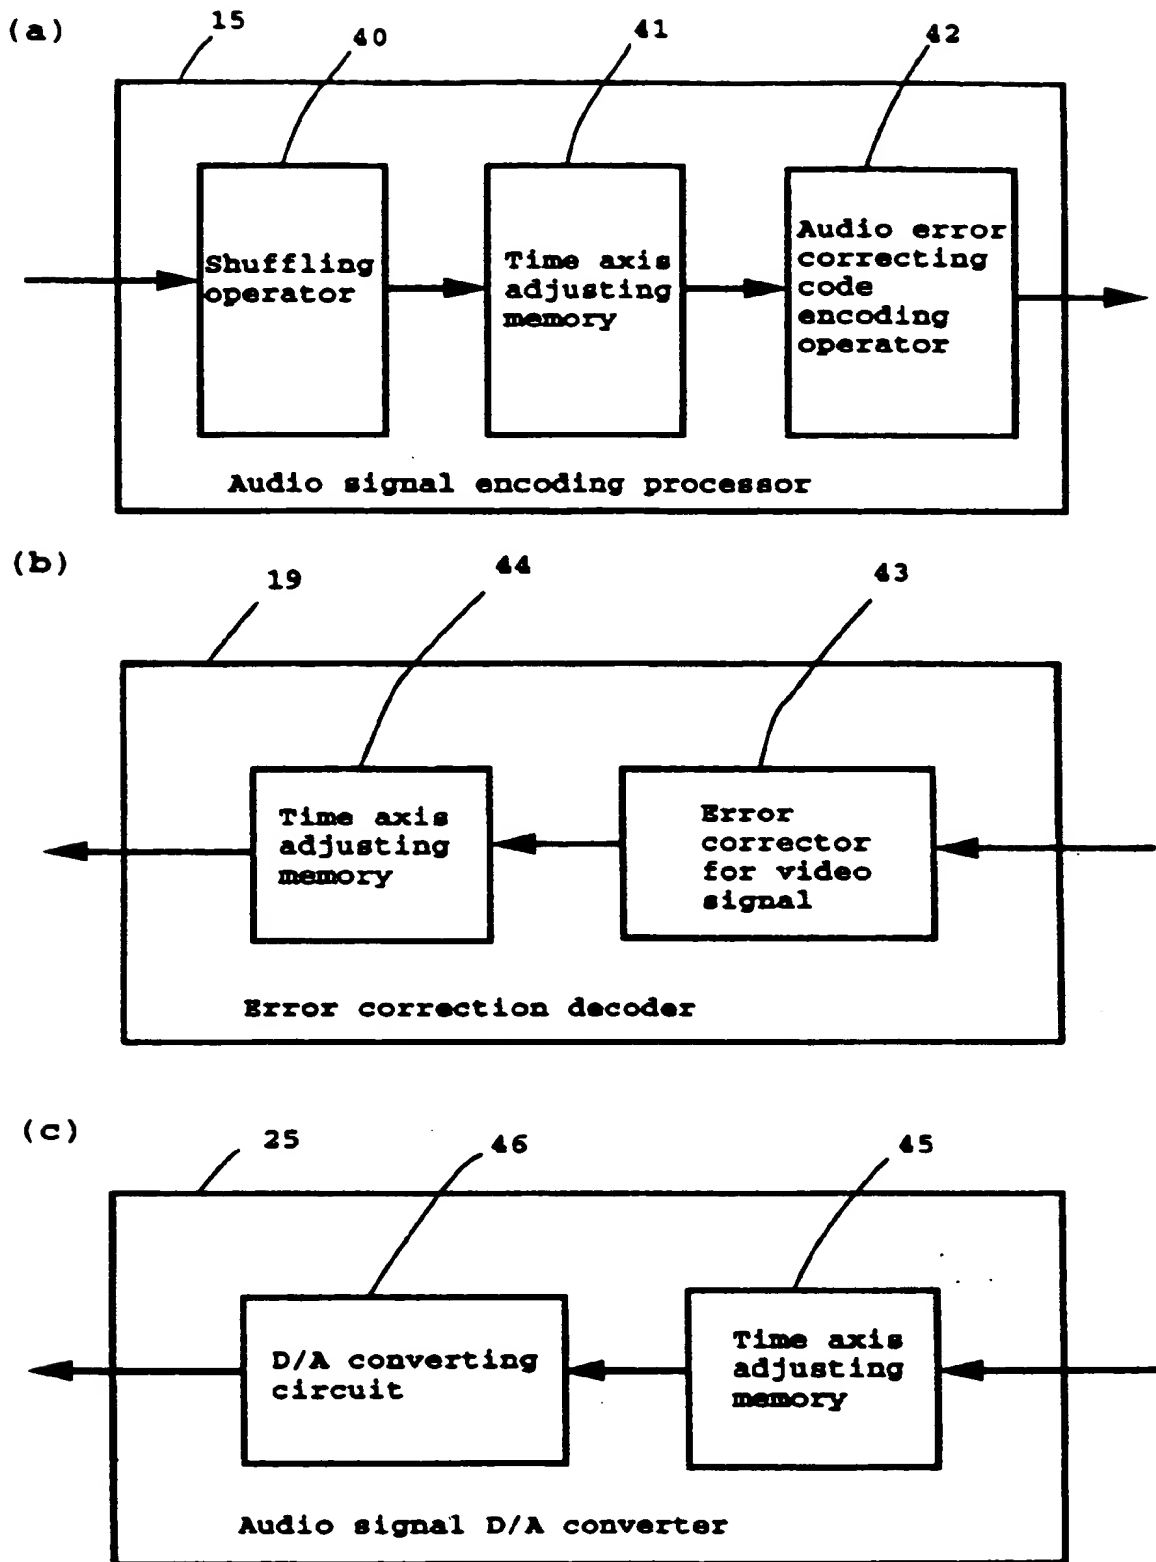 (a)
15
40
41
42
Shuffling
operator
Time axis
adjusting
memory
Audio error
correcting
code
encoding
operator
Audio signal encoding processor
(b)
19
44
43
Time axis
adjusting
memory
Error
corrector
for video
signal
Error correction decoder
(c)
25
46
45
D/A converting
circuit
Time axis
adjusting
memory
Audio signal D/A converter